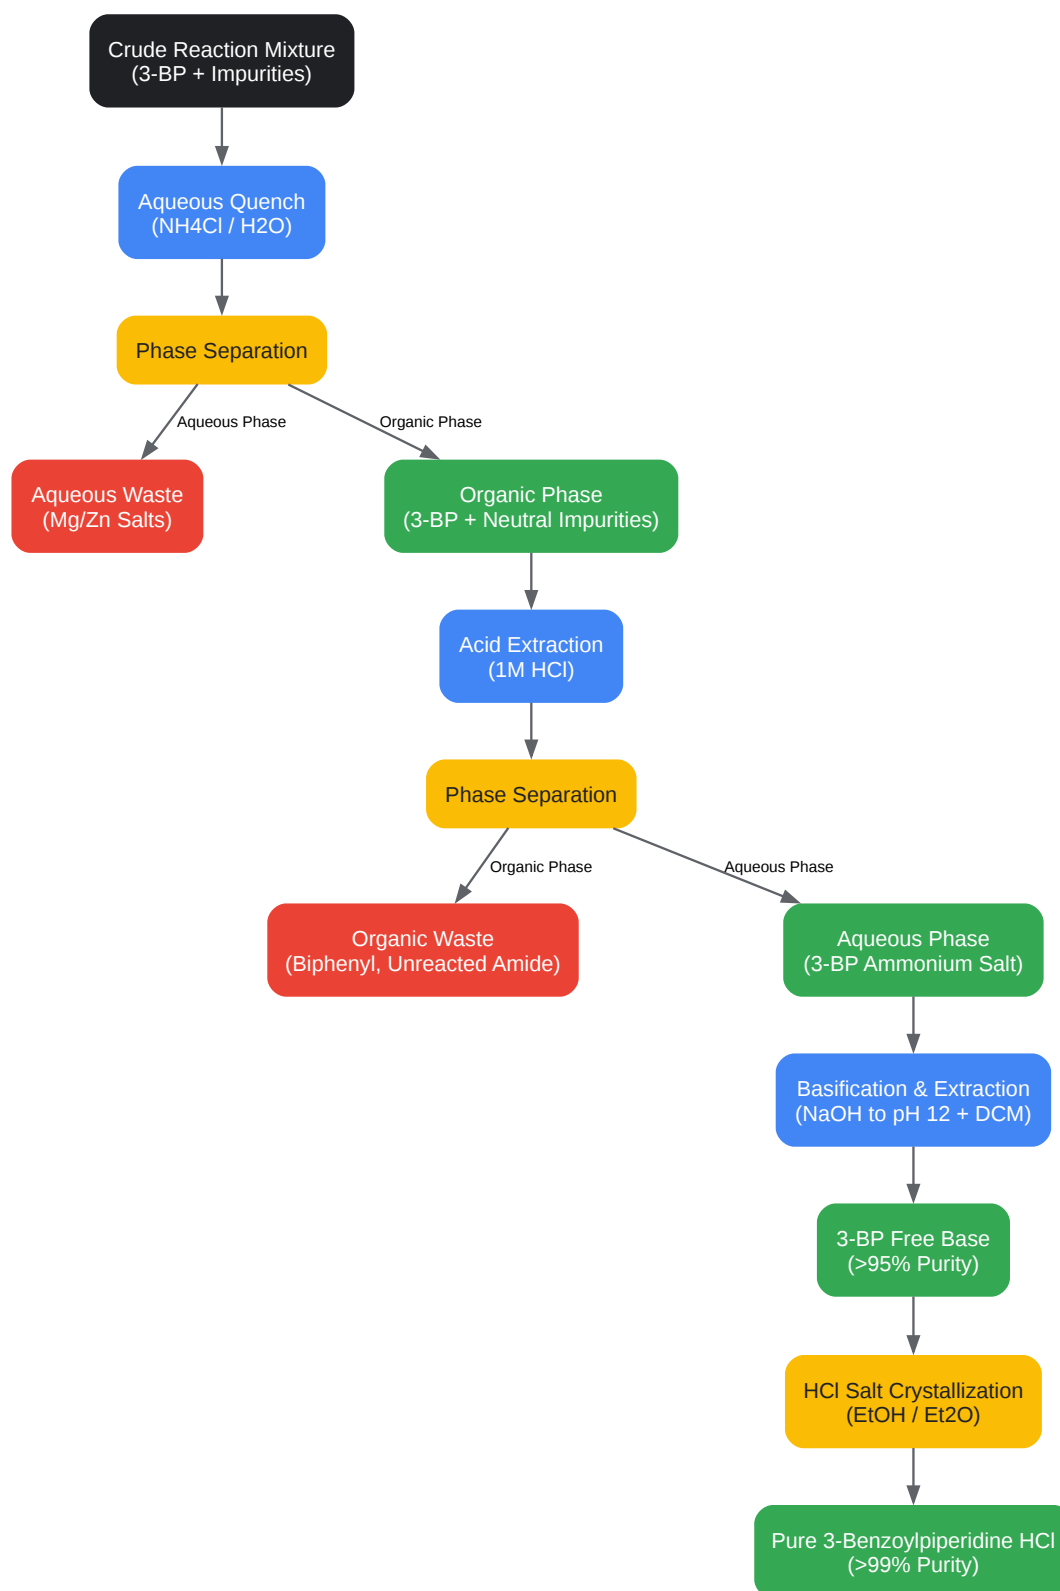 Crude Reaction Mixture
(3-BP + Impurities)
Aqueous Quench
(NH4Cl / H2O)
Phase Separation
Aqueous Phase
Organic Phase
Aqueous Waste
(Mg/Zn Salts)
Organic Phase
(3-BP + Neutral Impurities)
Acid Extraction
(1M HCl)
Phase Separation
Organic Phase
Aqueous Phase
Organic Waste
(Biphenyl, Unreacted Amide)
Aqueous Phase
(3-BP Ammonium Salt)
Basification & Extraction
(NaOH to pH 12 + DCM)
3-BP Free Base
(>95% Purity)
HCl Salt Crystallization
(EtOH / Et2O)
Pure 3-Benzoylpiperidine HCl
(>99% Purity)